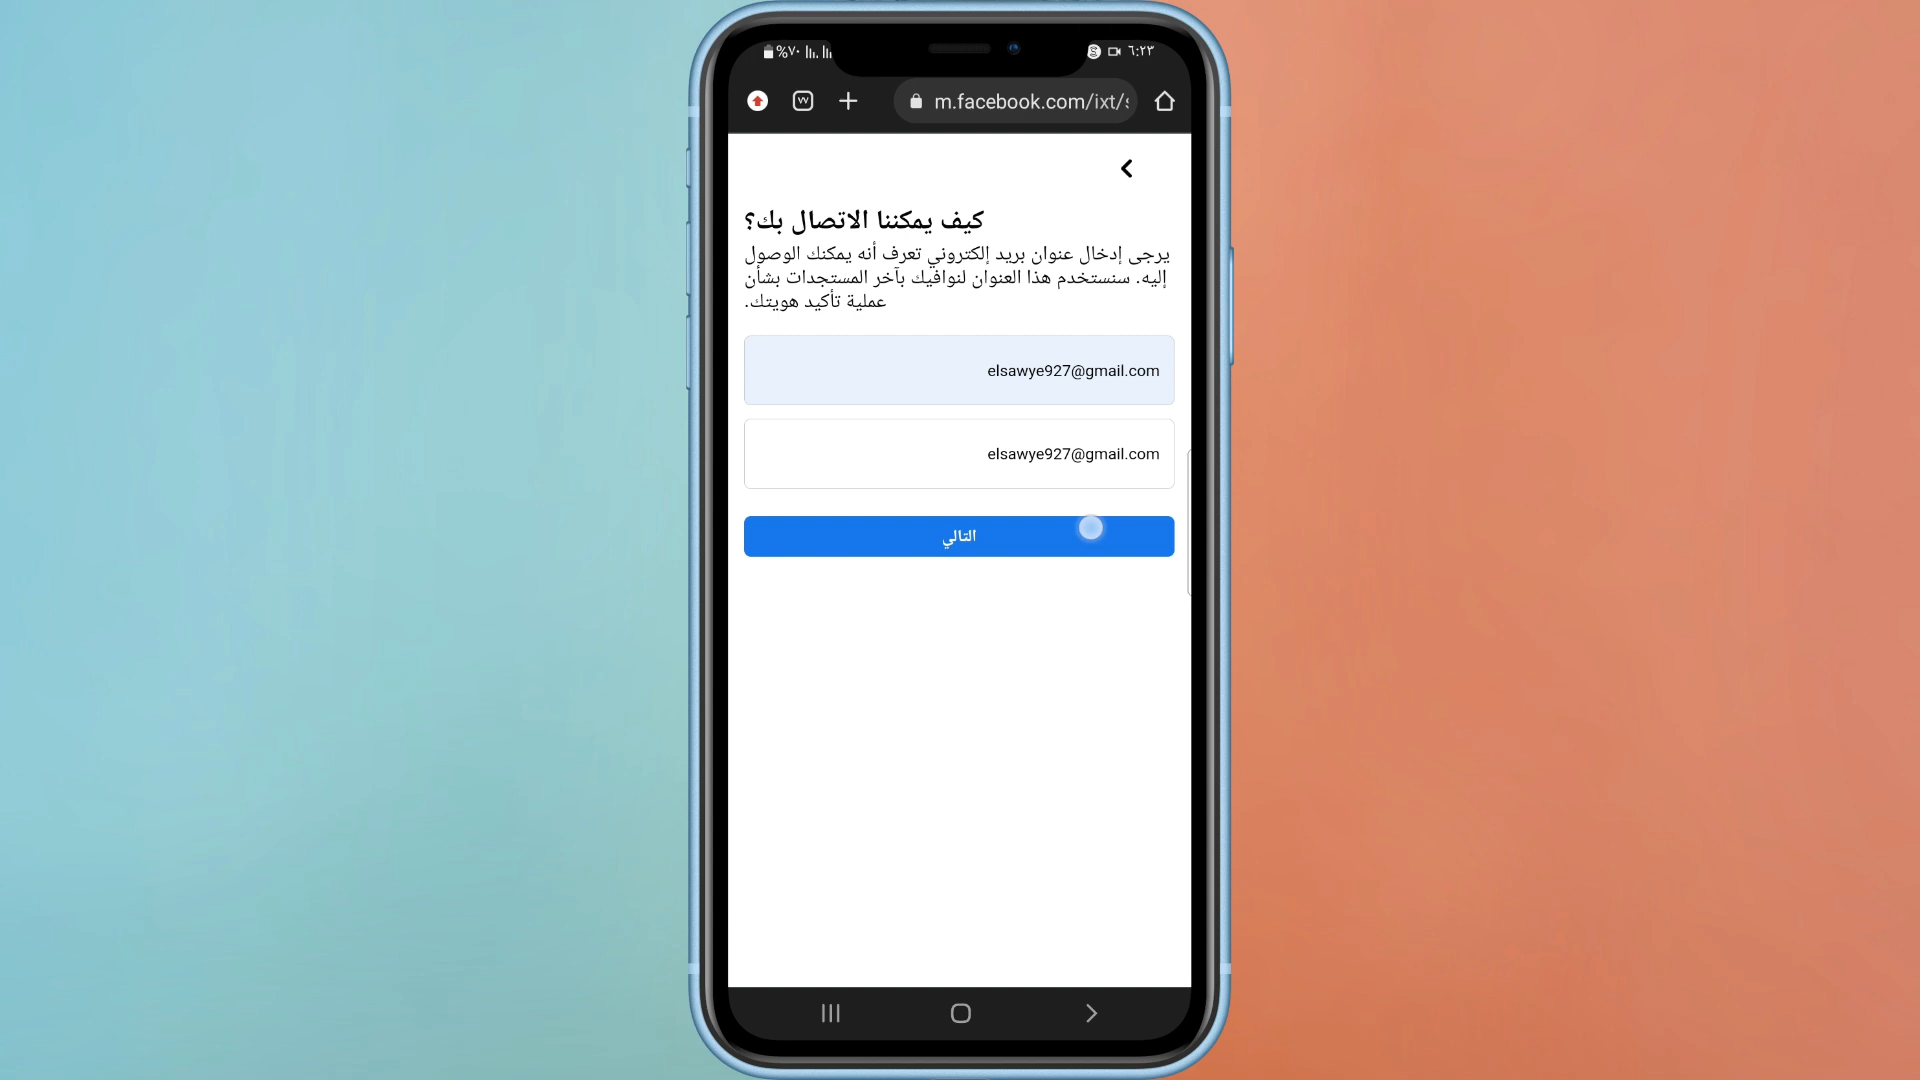 %٧٠ ٦:٢٣
m.facebook.com/ixt/
كيف يمكننا الاتصال بك؟
يرجى إدخال عنوان بريد إلكتروني تعرف أنه يمكنك الوصول
إليه. سنستخدم هذا العنوان لنوافيك بآخر المستجدات بشأن
عملية تأكيد هويتك.
elsawye927@gmail.com
elsawye927@gmail.com
التالي